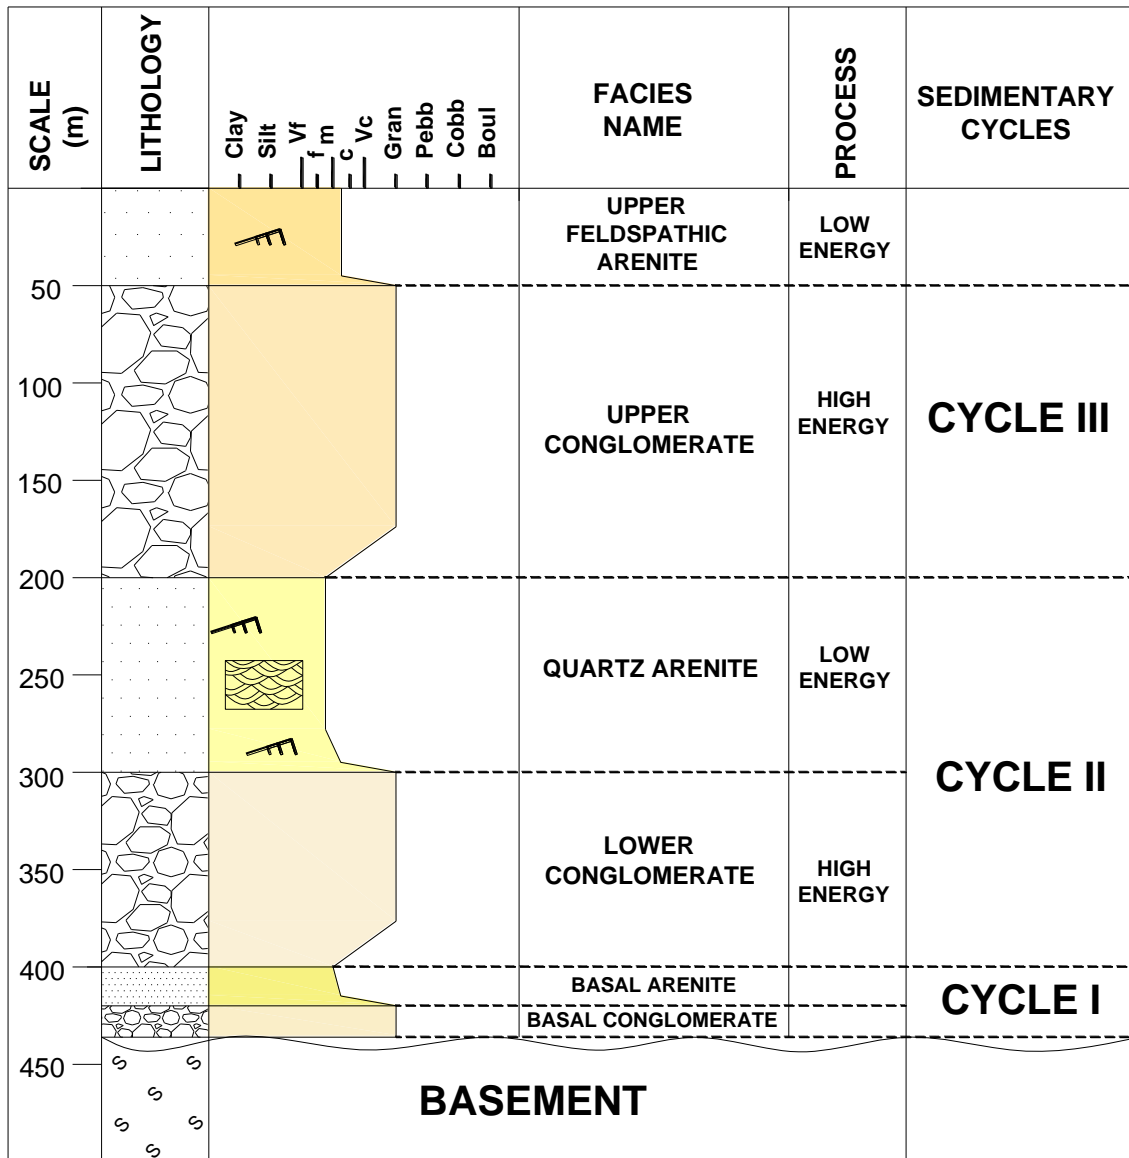 SCALE
(m)
LITHOLOGY
Clay
Silt
Vf
f
m
c
Vc
Gran
Pebb
Cobb
Boul
FACIES
NAME
PROCESS
SEDIMENTARY
CYCLES
UPPER
FELDSPATHIC
ARENITE
LOW
ENERGY
50
100
150
200
UPPER
CONGLOMERATE
HIGH
ENERGY
CYCLE III
250
300
QUARTZ ARENITE
LOW
ENERGY
CYCLE II
350
400
LOWER
CONGLOMERATE
HIGH
ENERGY
BASAL ARENITE
BASAL CONGLOMERATE
CYCLE I
450
S
S
S
S
S
S
S
BASEMENT